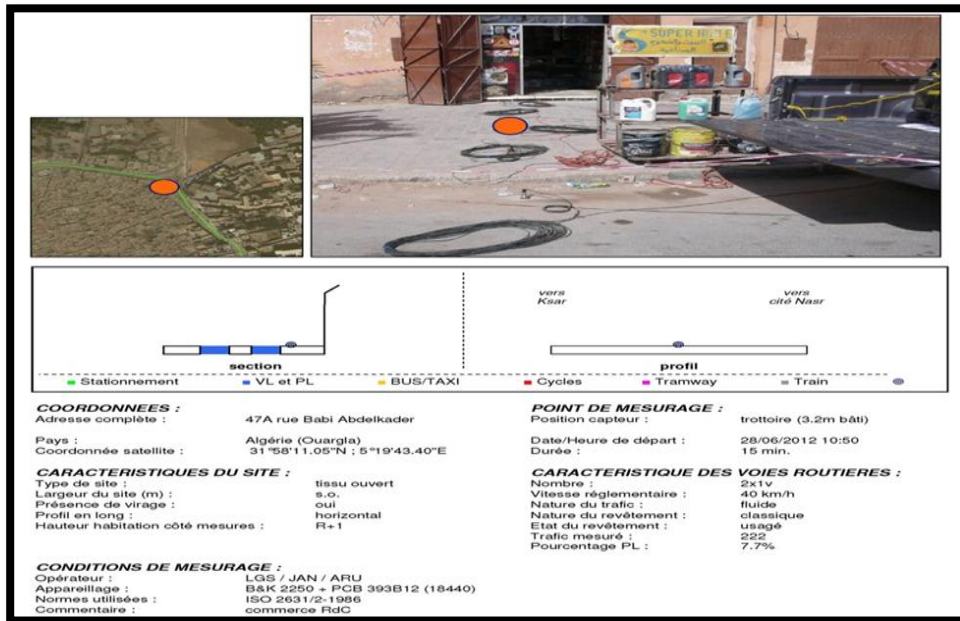 SUPER
vers
Ksar
vers
cité Nasr
section
profil
Stationnement
VL et PL
BUS/TAXI
Cycles
Tramway
Train
COORDONNEES :
Adresse complète : 47A rue Babi Abdelkader
Pays : Algérie (Ouargla)
Coordonnée satellite : 31°58'11.05"N ; 5°19'43.40"E
CARACTERISTIQUES DU SITE :
Type de site : tissu ouvert
Largeur du site (m) : s.o.
Présence de virage : oui
Profil en long : horizontal
Hauteur habitation côté mesures : R+1
POINT DE MESURAGE :
Position capteur : trottoire (3.2m bâti)
Date/Heure de départ : 28/06/2012 10:50
Durée : 15 min.
CARACTERISTIQUE DES VOIES ROUTIERES :
Nombre : 2x1v
Vitesse réglementaire : 40 km/h
Nature du trafic : fluide
Nature du revêtement : classique
Etat du revêtement : usagé
Trafic mesuré : 222
Pourcentage PL : 7.7%
CONDITIONS DE MESURAGE :
Opérateur : LGS / JAN / ARU
Appareillage : B&K 2250 + PCB 393B12 (18440)
Normes utilisées : ISO 2631/2-1986
Commentaire : commerce RdC